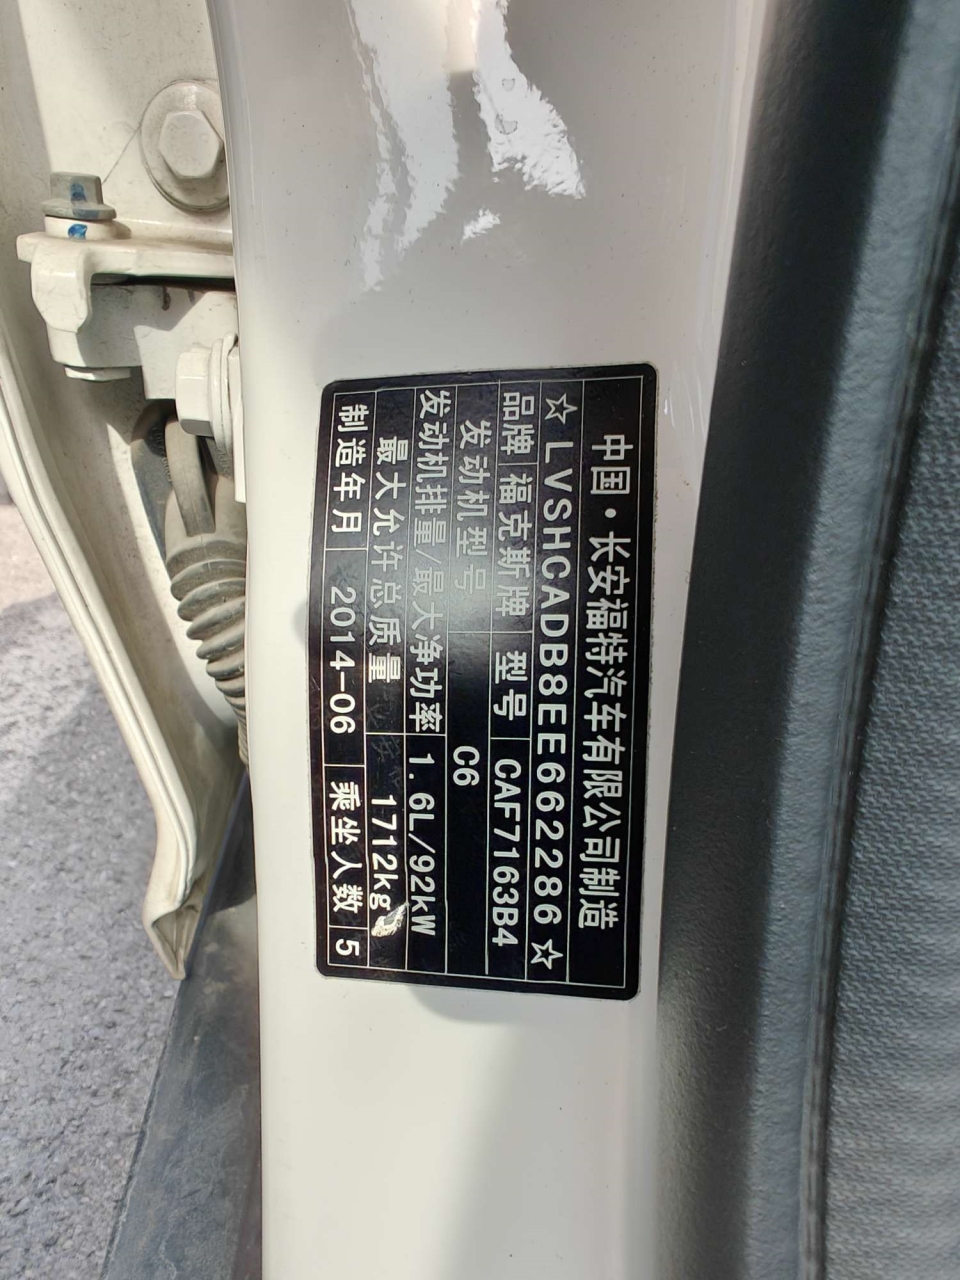 中国·长安福特汽车有限公司制造
☆LVSHCADB8EE662286☆
品牌 福克斯牌 型号 CAF7163B4
发动机型号 C6
发动机排量/最大净功率 1.6L/92kW
最大允许总质量 1712kg
制造年月 2014-06 乘坐人数 5